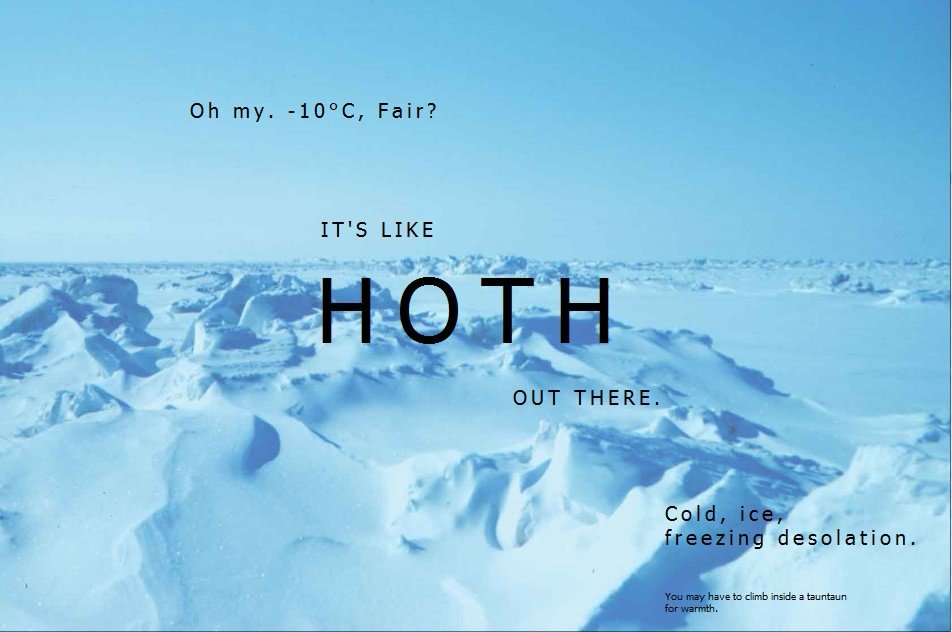 Oh my. -10°C, Fair?
IT'S LIKE
HOTH
OUT THERE.
Cold, ice,
freezing desolation.
You may have to climb inside a tauntaun
for warmth.